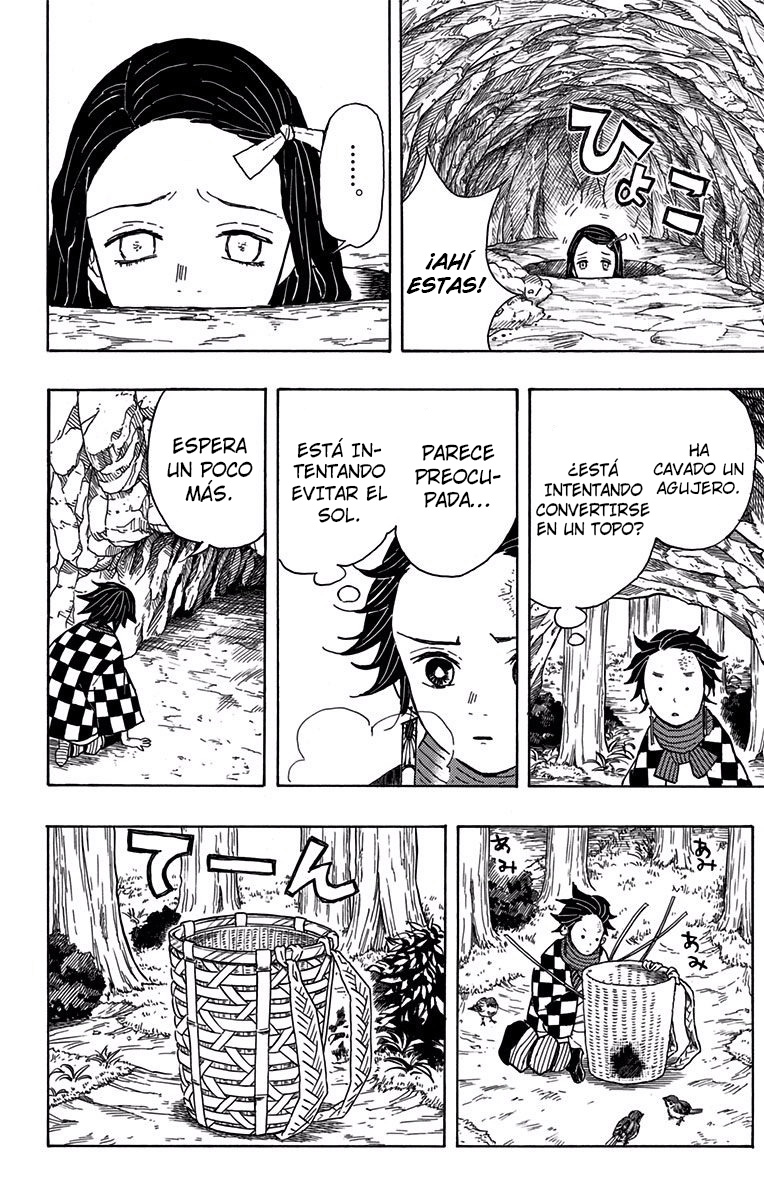 ひょこ
¡AHÍ
ESTAS!
……。
HA
CAVADO UN
AGUJERO.
¿ESTÁ
INTENTANDO
CONVERTIRSE
EN UN TOPO?
PARECE
PREOCU-
PADA...
ESTÁ IN-
TENTANDO
EVITAR EL
SOL.
ESPERA
UN POCO
MÁS.
あみ
あみ
あみ
てーん